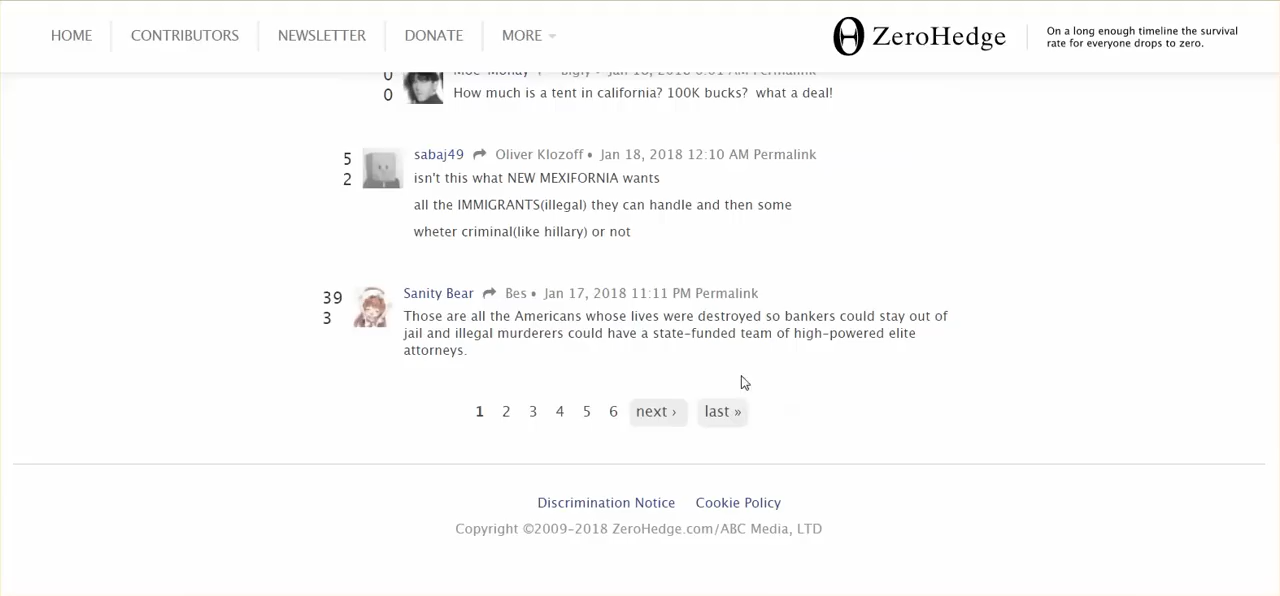 HOME CONTRIBUTORS NEWSLETTER DONATE MORE
ZeroHedge
On a long enough timeline the survival
rate for everyone drops to zero.
0
0
How much is a tent in california? 100K bucks?  what a deal!
5
2
sabaj49 Oliver Klozoff • Jan 18, 2018 12:10 AM Permalink
isn't this what NEW MEXIFORNIA wants
all the IMMIGRANTS(illegal) they can handle and then some
wheter criminal(like hillary) or not
39
3
Sanity Bear Bes • Jan 17, 2018 11:11 PM Permalink
Those are all the Americans whose lives were destroyed so bankers could stay out of
jail and illegal murderers could have a state-funded team of high-powered elite
attorneys.
1 2 3 4 5 6 next › last »
Discrimination Notice Cookie Policy
Copyright ©2009-2018 ZeroHedge.com/ABC Media, LTD